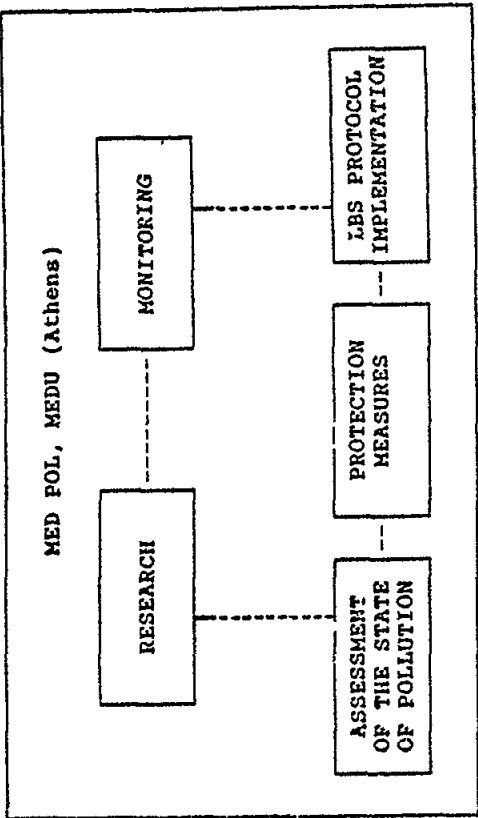 MED POL, MEDU (Athens)
RESEARCH
MONITORING
ASSESSMENT
OF THE STATE
OF POLLUTION
PROTECTION
MEASURES
LBS PROTOCOL
IMPLEMENTATION